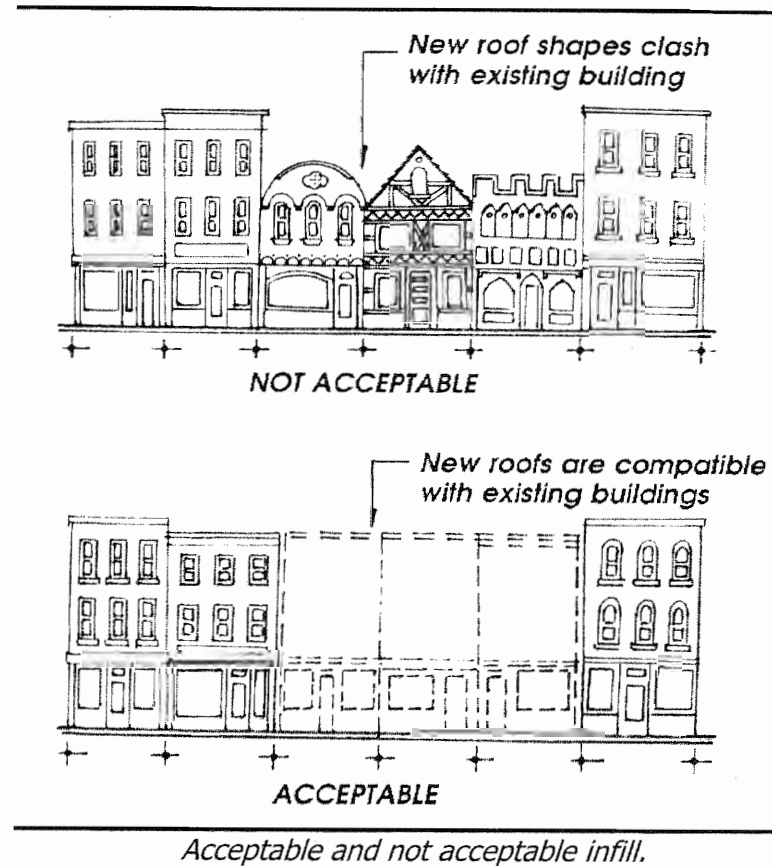 New roof shapes clash
with existing building
NOT ACCEPTABLE
New roofs are compatible
with existing buildings
ACCEPTABLE
Acceptable and not acceptable infill.